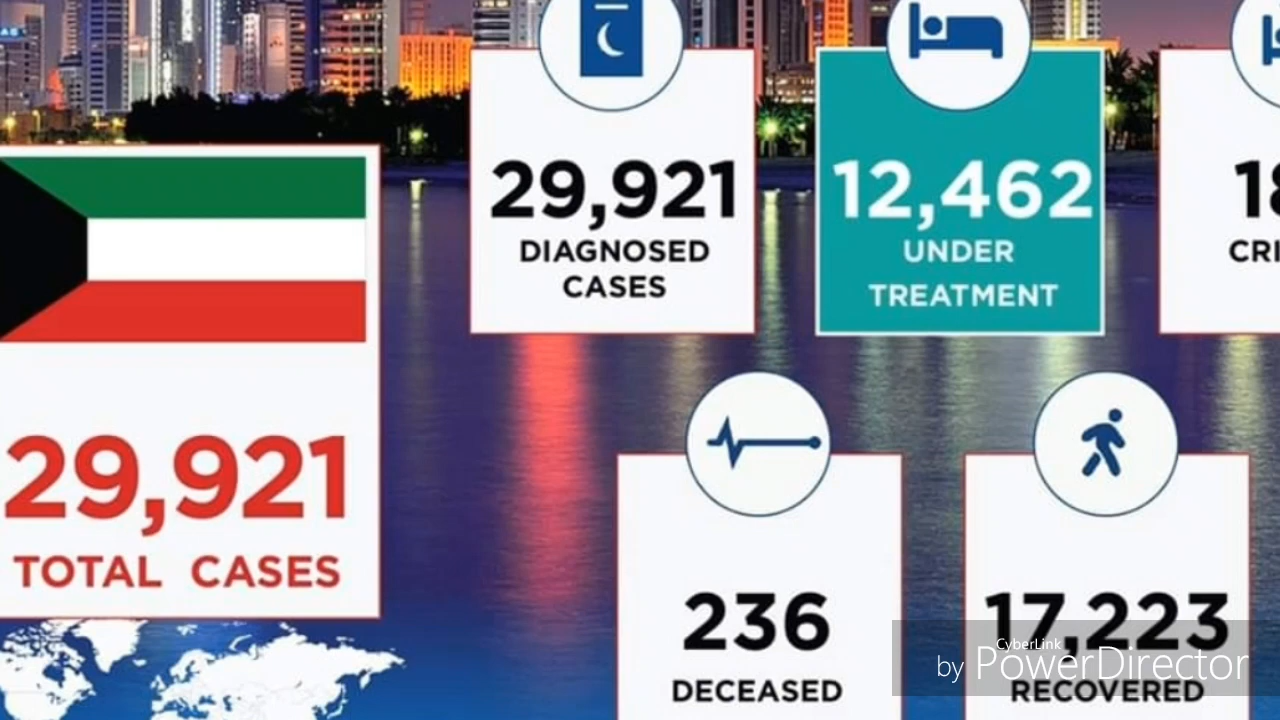 29,921
TOTAL CASES
29,921
DIAGNOSED
CASES
12,462
UNDER
TREATMENT
236
DECEASED
17,223
RECOVERED
CyberLink
by PowerDirector